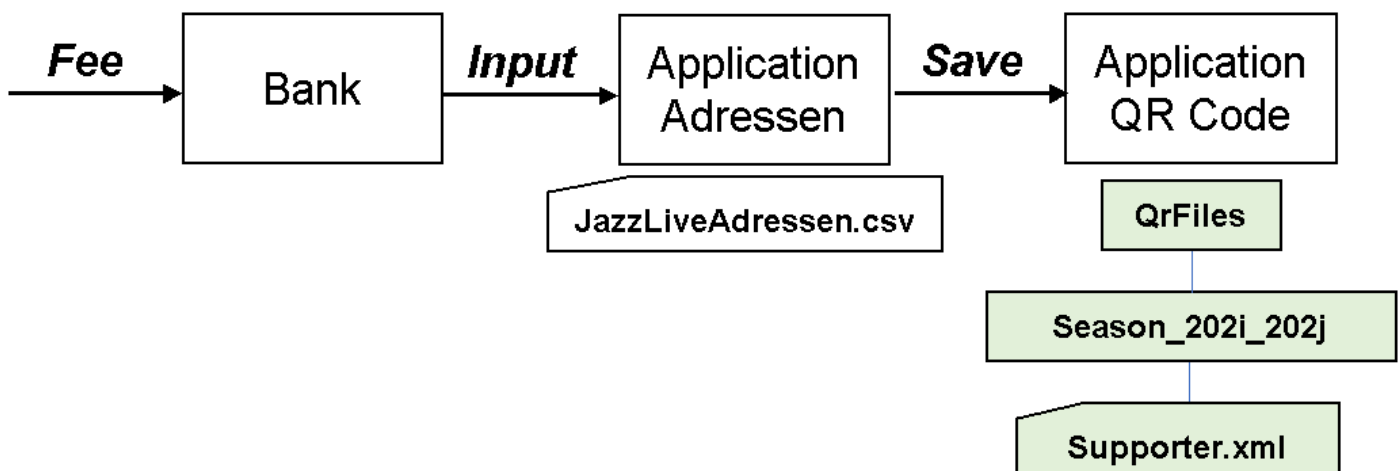 Fee
Bank
Input
Application
Adressen
Save
Application
QR Code
JazzLiveAdressen.csv
QrFiles
Season_202i_202j
Supporter.xml